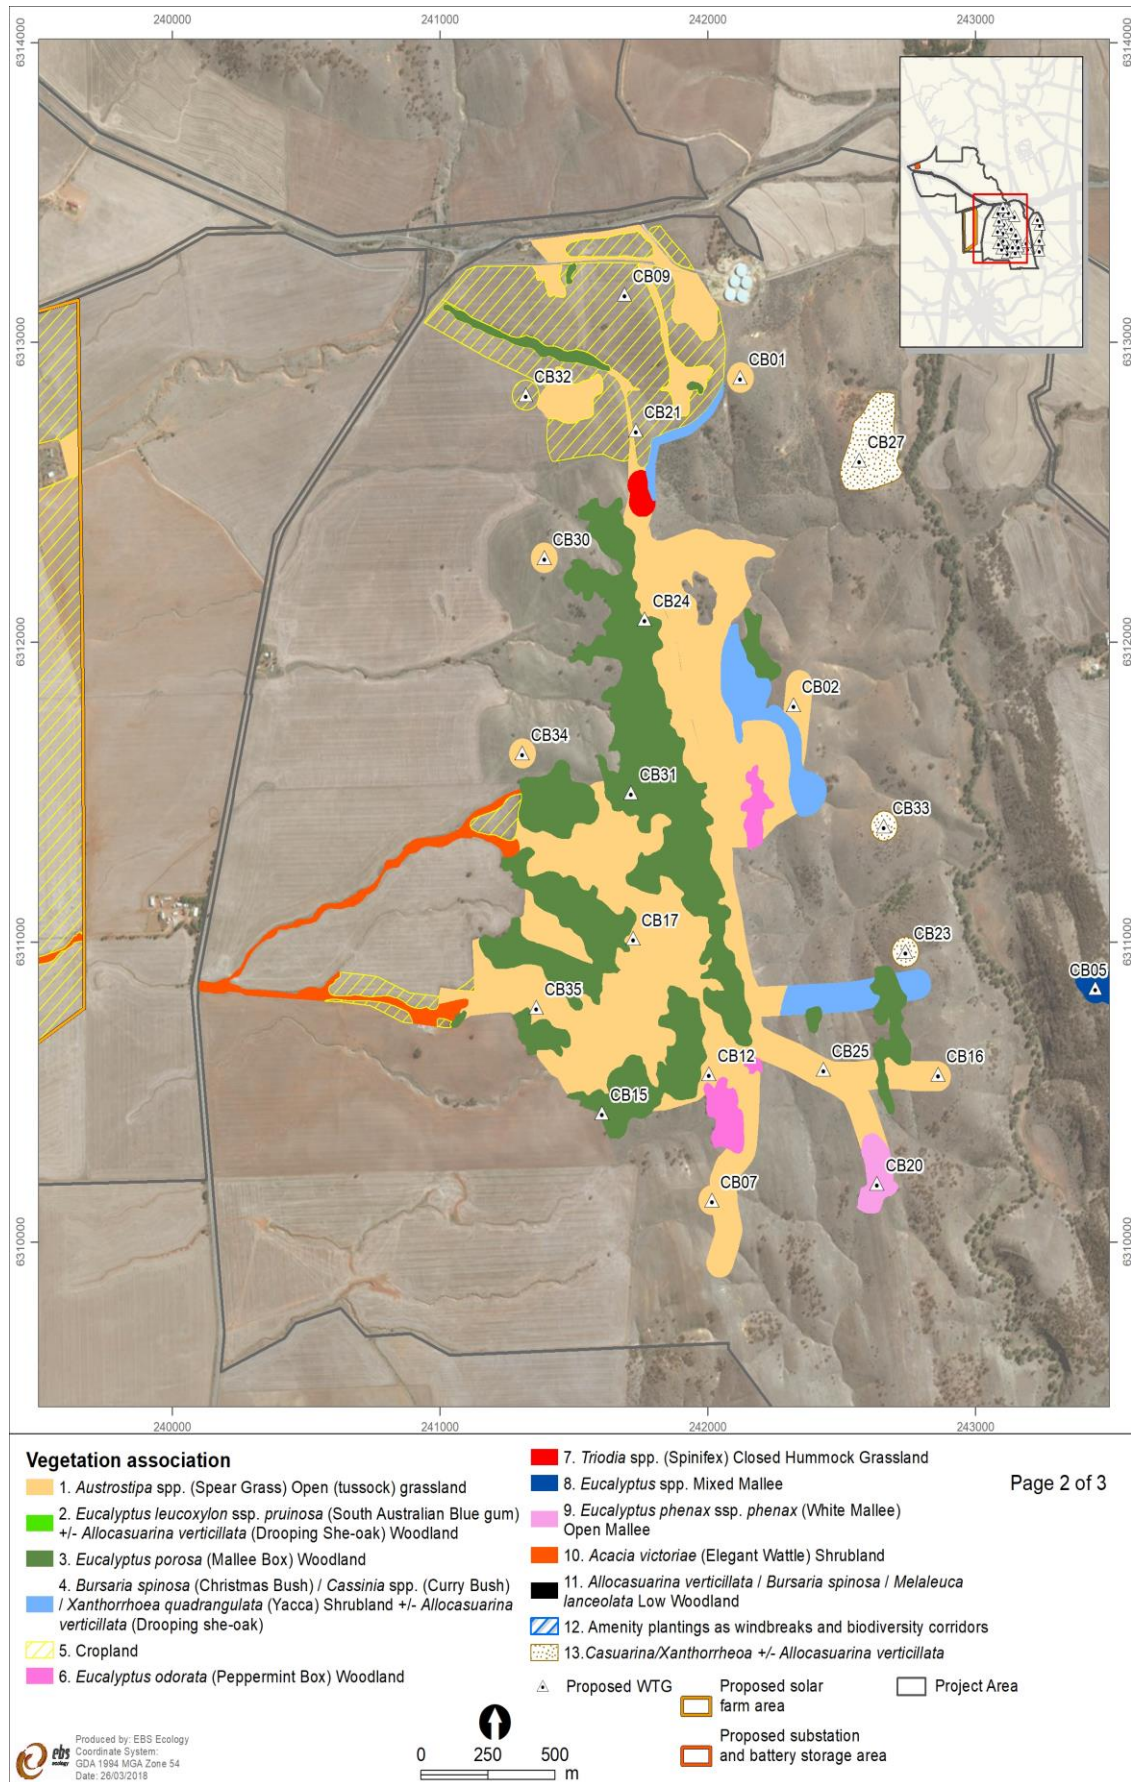 240000
241000
242000
243000
6314000
6314000
6313000
6313000
6312000
6312000
6311000
6311000
6310000
6310000
CB09
CB01
CB32
CB21
CB27
CB30
CB24
CB02
CB34
CB31
CB33
CB17
CB23
CB05
CB35
CB12
CB25
CB16
CB15
CB20
CB07
240000
241000
242000
243000
Vegetation association
1. Austrostipa spp. (Spear Grass) Open (tussock) grassland
2. Eucalyptus leucoxylon ssp. pruinosa (South Australian Blue gum)
+/- Allocasuarina verticillata (Drooping She-oak) Woodland
3. Eucalyptus porosa (Mallee Box) Woodland
4. Bursaria spinosa (Christmas Bush) / Cassinia spp. (Curry Bush)
/ Xanthorrhoea quadrangulata (Yacca) Shrubland +/- Allocasuarina
verticillata (Drooping she-oak)
5. Cropland
6. Eucalyptus odorata (Peppermint Box) Woodland
7. Triodia spp. (Spinifex) Closed Hummock Grassland
8. Eucalyptus spp. Mixed Mallee
9. Eucalyptus phenax ssp. phenax (White Mallee)
Open Mallee
10. Acacia victoriae (Elegant Wattle) Shrubland
11. Allocasuarina verticillata / Bursaria spinosa / Melaleuca
lanceolata Low Woodland
12. Amenity plantings as windbreaks and biodiversity corridors
13.Casuarina/Xanthorrheoa +/- Allocasuarina verticillata
Page 2 of 3
Proposed WTG
Proposed solar
farm area
Project Area
Proposed substation
and battery storage area
ebs
ecology
Produced by: EBS Ecology
Coordinate System:
GDA 1994 MGA Zone 54
Date: 26/03/2018
0 250 500
m